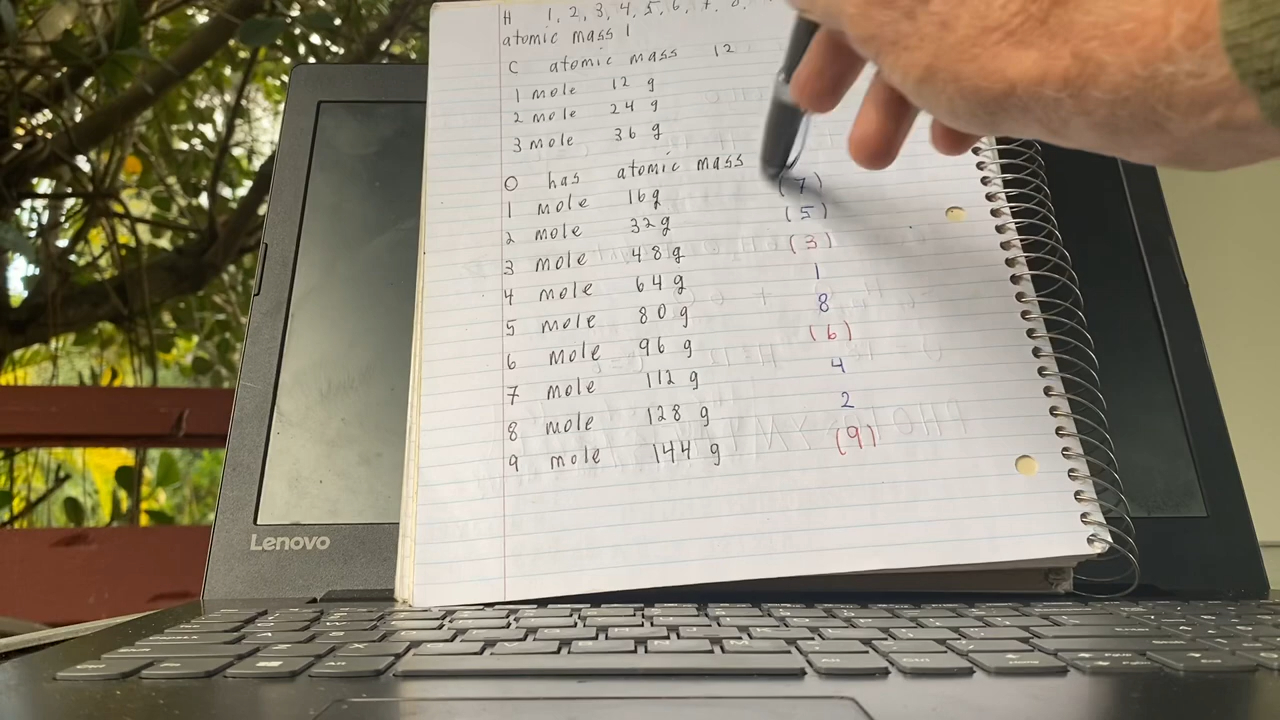 H 1, 2, 3, 4, 5, 6, 7, 8,
atomic mass 1
C atomic mass 12
1 mole 12 g
2 mole 24 g
3 mole 36 g
O has atomic mass
1 mole 16g (7)
2 mole 32g (5)
3 mole 48g (3)
4 mole 64g 1
5 mole 80g 8
6 mole 96 g (6)
7 mole 112 g 4
8 mole 128 g 2
9 mole 144 g (9)
Lenovo